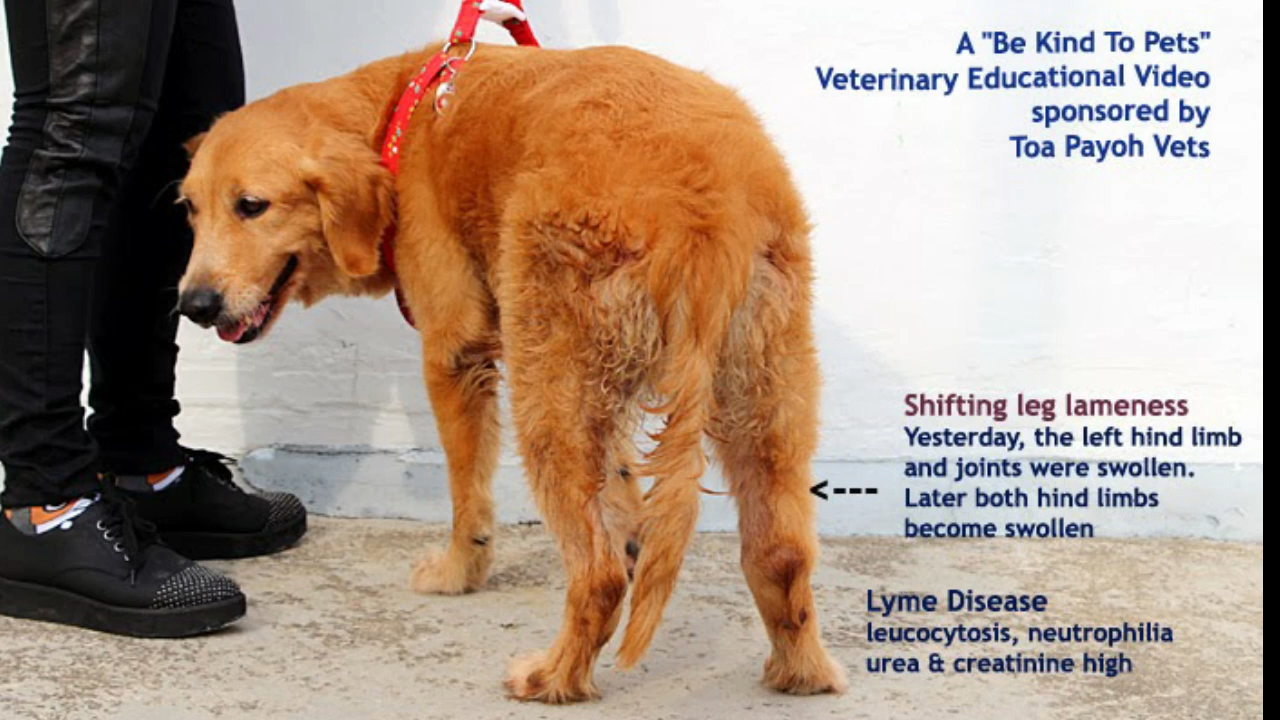 A "Be Kind To Pets"
Veterinary Educational Video
sponsored by
Toa Payoh Vets
Shifting leg lameness
Yesterday, the left hind limb
and joints were swollen.
<--- Later both hind limbs
become swollen
Lyme Disease
leucocytosis, neutrophilia
urea & creatinine high